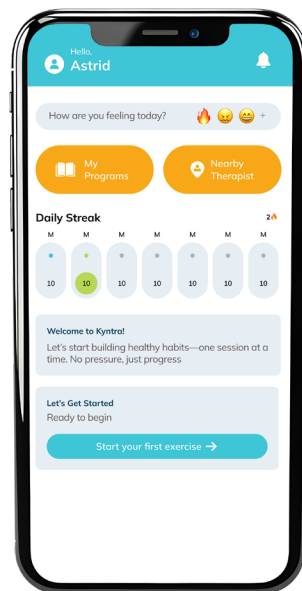 Hello,
Astrid
How are you feeling today? 🔥 😠 😄 +
My
Programs
Nearby
Therapist
Daily Streak 2🔥
M M M M M M M
10 10 10 10 10 10 10
Welcome to Kyntra!
Let's start building healthy habits—one session at a
time. No pressure, just progress
Let's Get Started
Ready to begin
Start your first exercise →